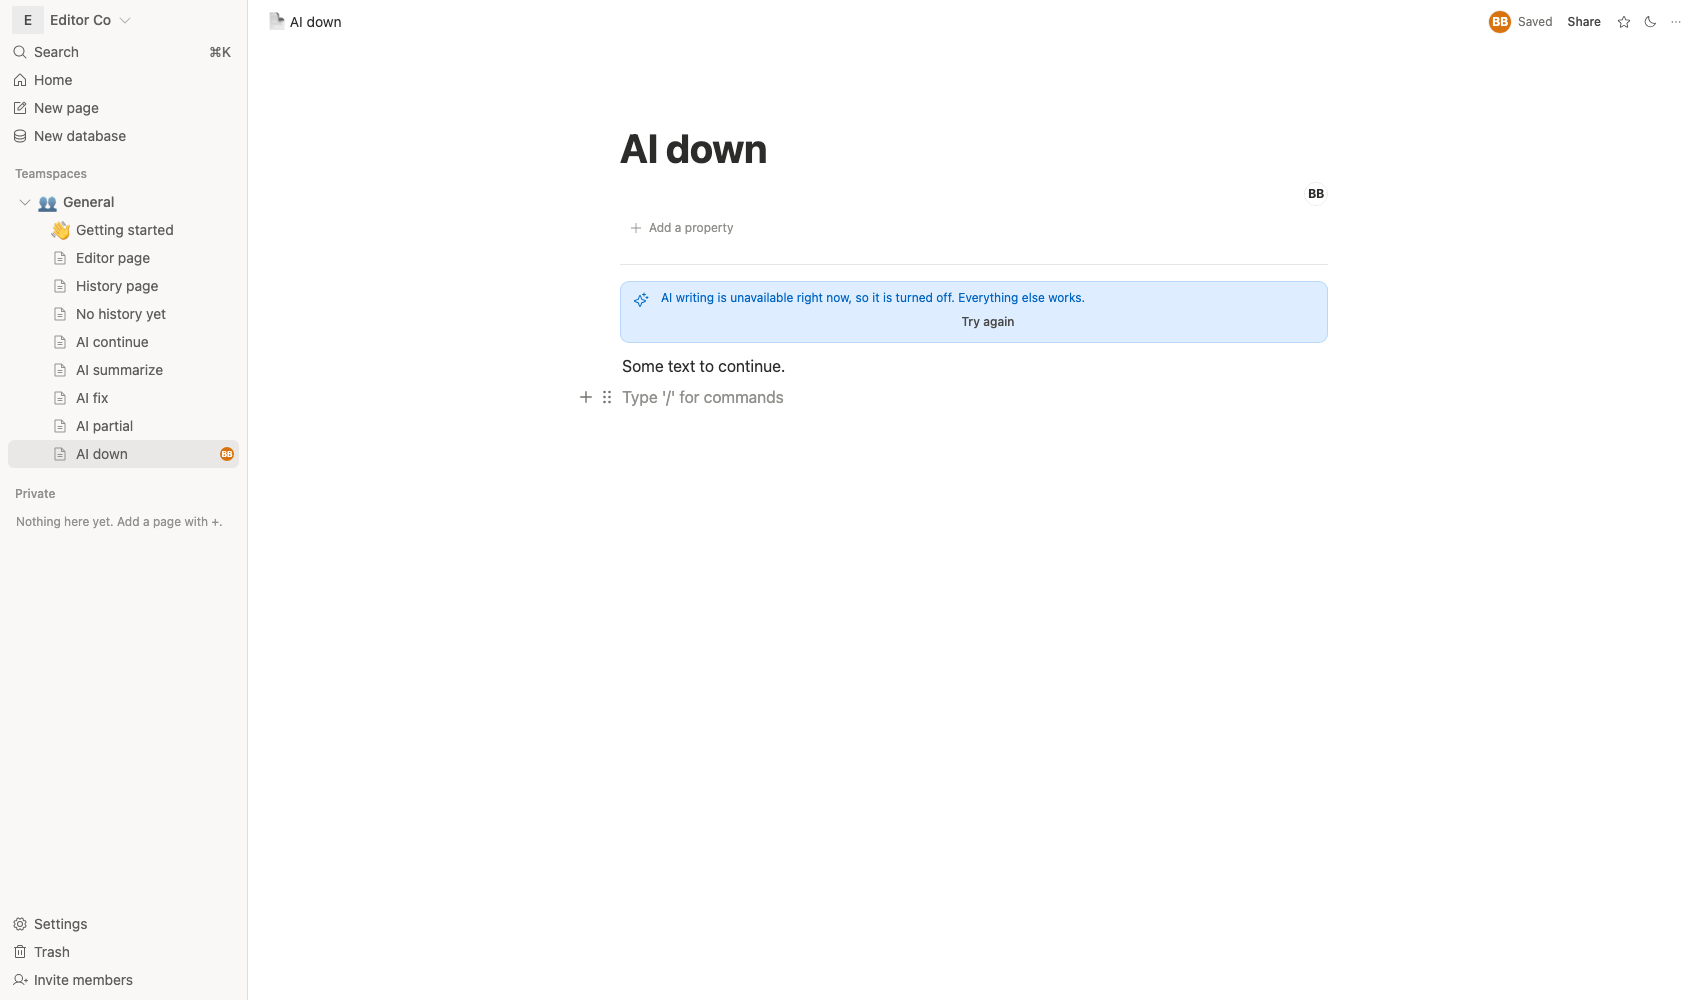 E Editor Co
Search ⌘K
Home
New page
New database
Teamspaces
General
Getting started
Editor page
History page
No history yet
AI continue
AI summarize
AI fix
AI partial
AI down BB
Private
Nothing here yet. Add a page with +.
Settings
Trash
Invite members
AI down
BB Saved Share
AI down
BB
Add a property
AI writing is unavailable right now, so it is turned off. Everything else works.
Try again
Some text to continue.
Type '/' for commands